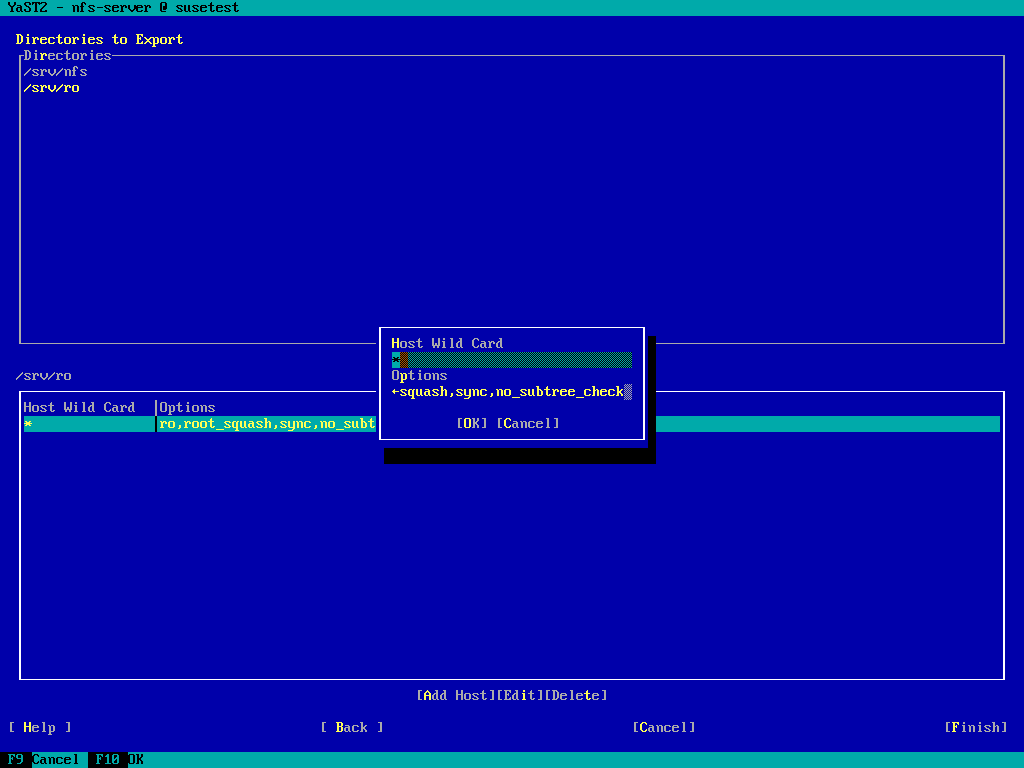 YaST2 - nfs-server @ susetest
Directories to Export
Directories
/srv/nfs
/srv/ro
Host Wild Card
*
Options
←squash,sync,no_subtree_check
[OK] [Cancel]
/srv/ro
Host Wild Card |Options
* ro,root_squash,sync,no_subt
[Add Host][Edit][Delete]
[ Help ] [ Back ] [Cancel] [Finish]
F9 Cancel F10 OK